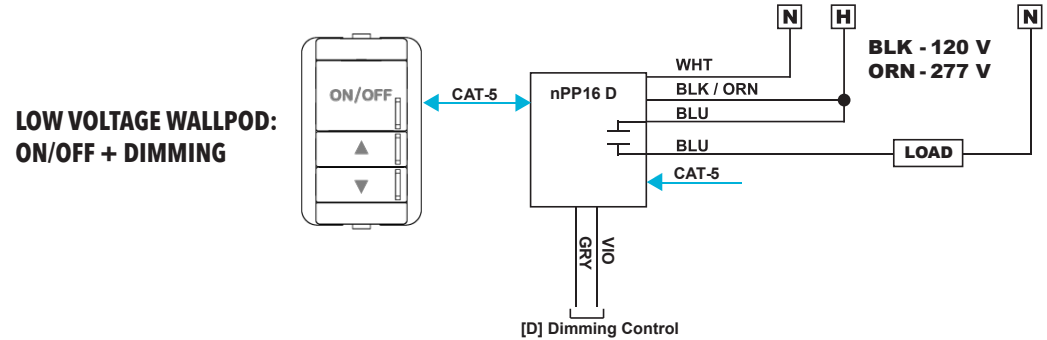 N H N
BLK - 120 V
ORN - 277 V
WHT
BLK / ORN
BLU
BLU
LOAD
CAT-5
nPP16 D
CAT-5
ON/OFF
LOW VOLTAGE WALLPOD:
ON/OFF + DIMMING
VIO
GRY
[D] Dimming Control